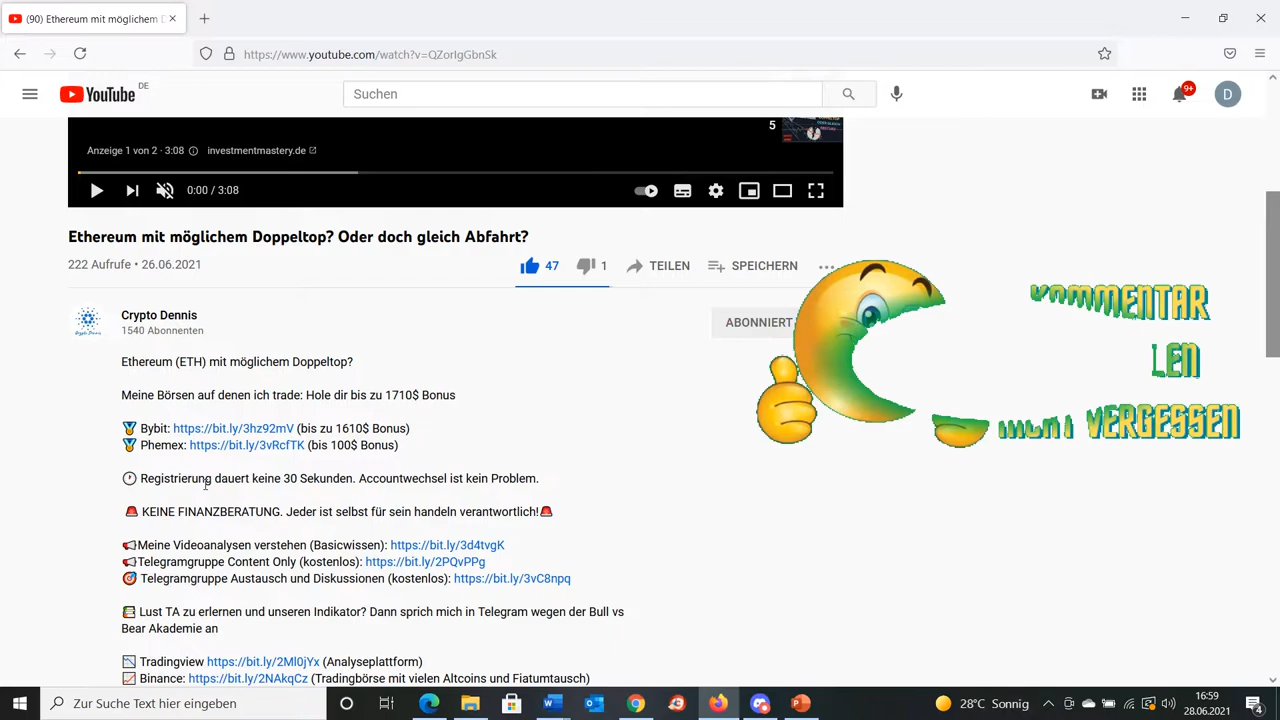 (90) Ethereum mit möglichem D
https://www.youtube.com/watch?v=QZorIgGbnSk
YouTube DE
Suchen
9+
D
5
Anzeige 1 von 2 · 3:08 investmentmastery.de
0:00 / 3:08
Ethereum mit möglichem Doppeltop? Oder doch gleich Abfahrt?
222 Aufrufe • 26.06.2021
47
1
TEILEN
SPEICHERN
Crypto Dennis
1540 Abonnenten
ABONNIERT
KOMMENTAR
LEN
VERGESSEN
Ethereum (ETH) mit möglichem Doppeltop?
Meine Börsen auf denen ich trade: Hole dir bis zu 1710$ Bonus
Bybit: https://bit.ly/3hz92mV (bis zu 1610$ Bonus)
Phemex: https://bit.ly/3vRcfTK (bis 100$ Bonus)
Registrierung dauert keine 30 Sekunden. Accountwechsel ist kein Problem.
KEINE FINANZBERATUNG. Jeder ist selbst für sein handeln verantwortlich!
Meine Videoanalysen verstehen (Basicwissen): https://bit.ly/3d4tvgK
Telegramgruppe Content Only (kostenlos): https://bit.ly/2PQvPPg
Telegramgruppe Austausch und Diskussionen (kostenlos): https://bit.ly/3vC8npq
Lust TA zu erlernen und unseren Indikator? Dann sprich mich in Telegram wegen der Bull vs
Bear Akademie an
Tradingview https://bit.ly/2Ml0jYx (Analyseplattform)
Binance: https://bit.ly/2NAkqCz (Tradingbörse mit vielen Altcoins und Fiatumtausch)
Zur Suche Text hier eingeben
28°C Sonnig
16:59
28.06.2021
4